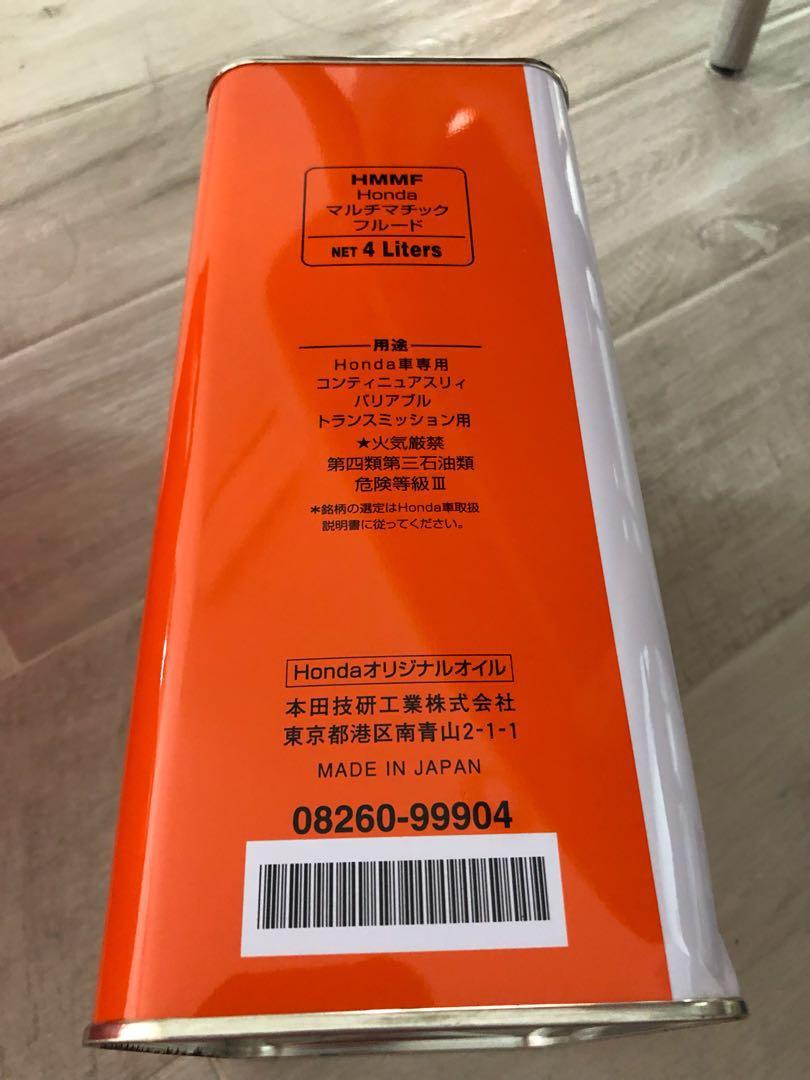 HMMF
Honda
マルチマチック
フルード
NET 4 Liters
用途
Honda車専用
コンティニュアスリィ
バリアブル
トランスミッション用
★火気厳禁
第四類第三石油類
危険等級Ⅲ
*銘柄の選定はHonda車取扱
説明書に従ってください。
Hondaオリジナルオイル
本田技研工業株式会社
東京都港区南青山2-1-1
MADE IN JAPAN
08260-99904